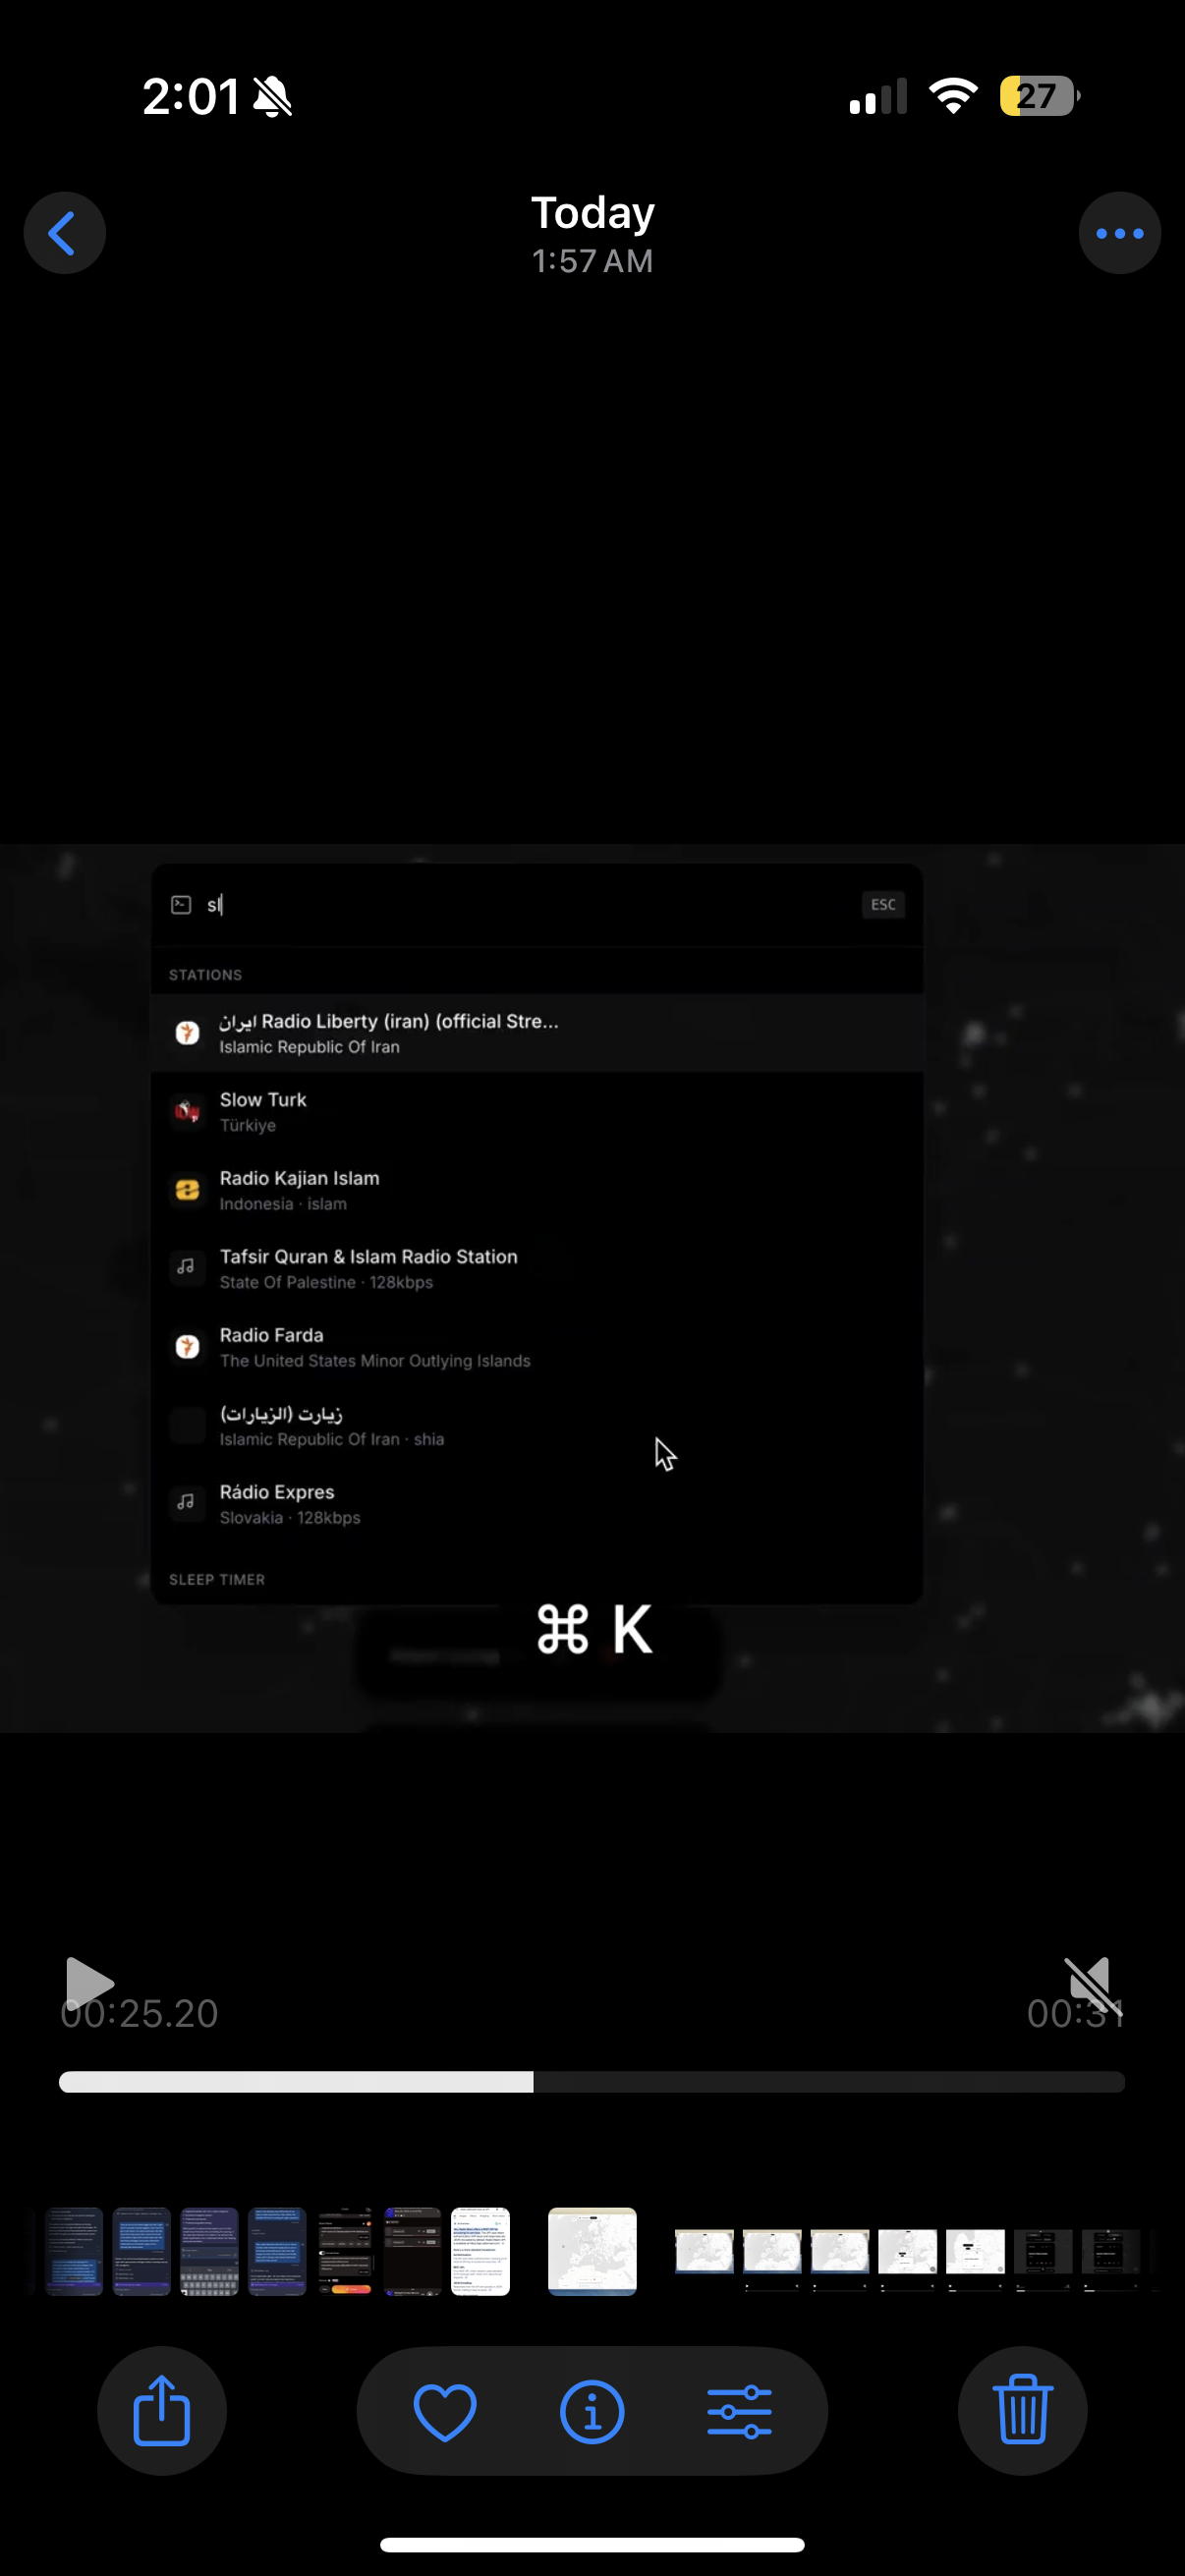 2:01
27
Today
1:57 AM
sl
ESC
STATIONS
ایران Radio Liberty (iran) (official Stre...
Islamic Republic Of Iran
Slow Turk
Türkiye
Radio Kajian Islam
Indonesia · islam
Tafsir Quran & Islam Radio Station
State Of Palestine · 128kbps
Radio Farda
The United States Minor Outlying Islands
زيارت (الزيارات)
Islamic Republic Of Iran · shia
Rádio Expres
Slovakia · 128kbps
SLEEP TIMER
⌘ K
00:25.20
00:31